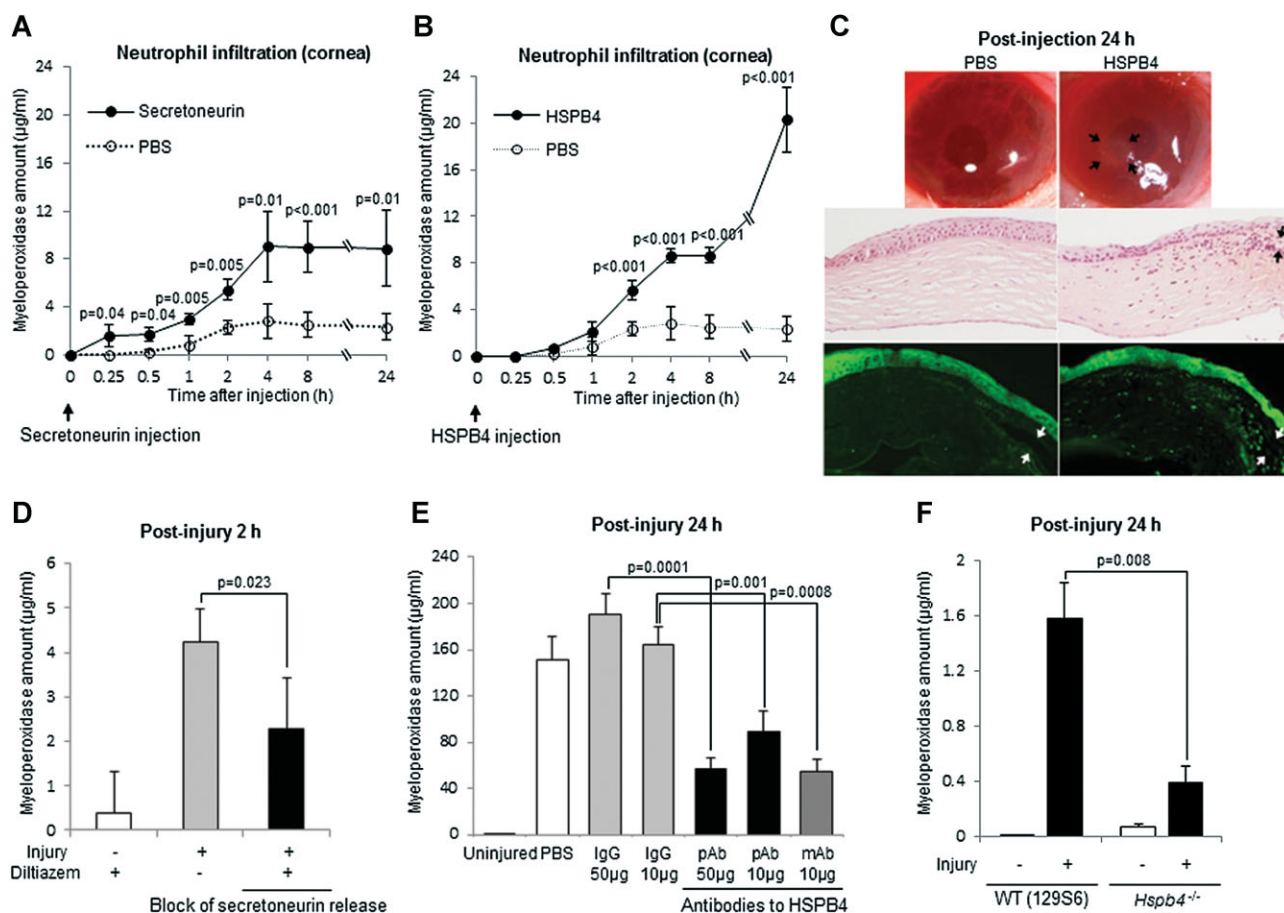 A
Neutrophil infiltration (cornea)
Myeloperoxidase amount (µg/ml)
24
20
16
12
8
4
0
Secretoneurin
PBS
p=0.04
p=0.04
p=0.005
p=0.005
p=0.01
p<0.001
p=0.01
0 0.25 0.5 1 2 4 8 24
Time after injection (h)
Secretoneurin injection
B
Neutrophil infiltration (cornea)
Myeloperoxidase amount (µg/ml)
24
20
16
12
8
4
0
HSPB4
PBS
p<0.001
p<0.001
p<0.001
p<0.001
0 0.25 0.5 1 2 4 8 24
Time after injection (h)
HSPB4 injection
C
Post-injection 24 h
PBS HSPB4
D
Post-injury 2 h
Myeloperoxidase amount (µg/ml)
6
5
4
3
2
1
0
p=0.023
Injury - + +
Diltiazem + - +
Block of secretoneurin release
E
Post-injury 24 h
Myeloperoxidase amount (µg/ml)
240
200
160
120
80
40
0
p=0.0001
p=0.001
p=0.0008
Uninjured PBS IgG IgG pAb pAb mAb
50µg 10µg 50µg 10µg 10µg
Antibodies to HSPB4
F
Post-injury 24 h
Myeloperoxidase amount (µg/ml)
2
1.6
1.2
0.8
0.4
0
p=0.008
Injury - + - +
WT (129S6) Hspb4-/-